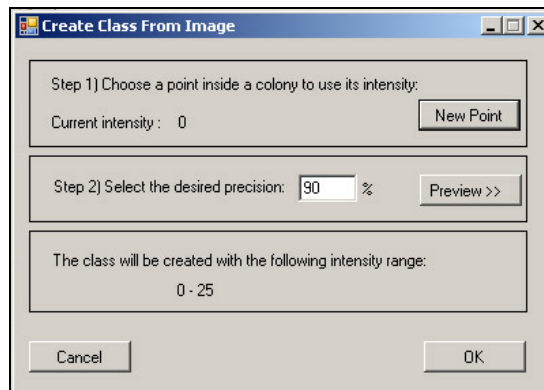 Create Class From Image
Step 1) Choose a point inside a colony to use its intensity:
Current intensity : 0
New Point
Step 2) Select the desired precision: 90 %
Preview >>
The class will be created with the following intensity range:
0 - 25
Cancel
OK